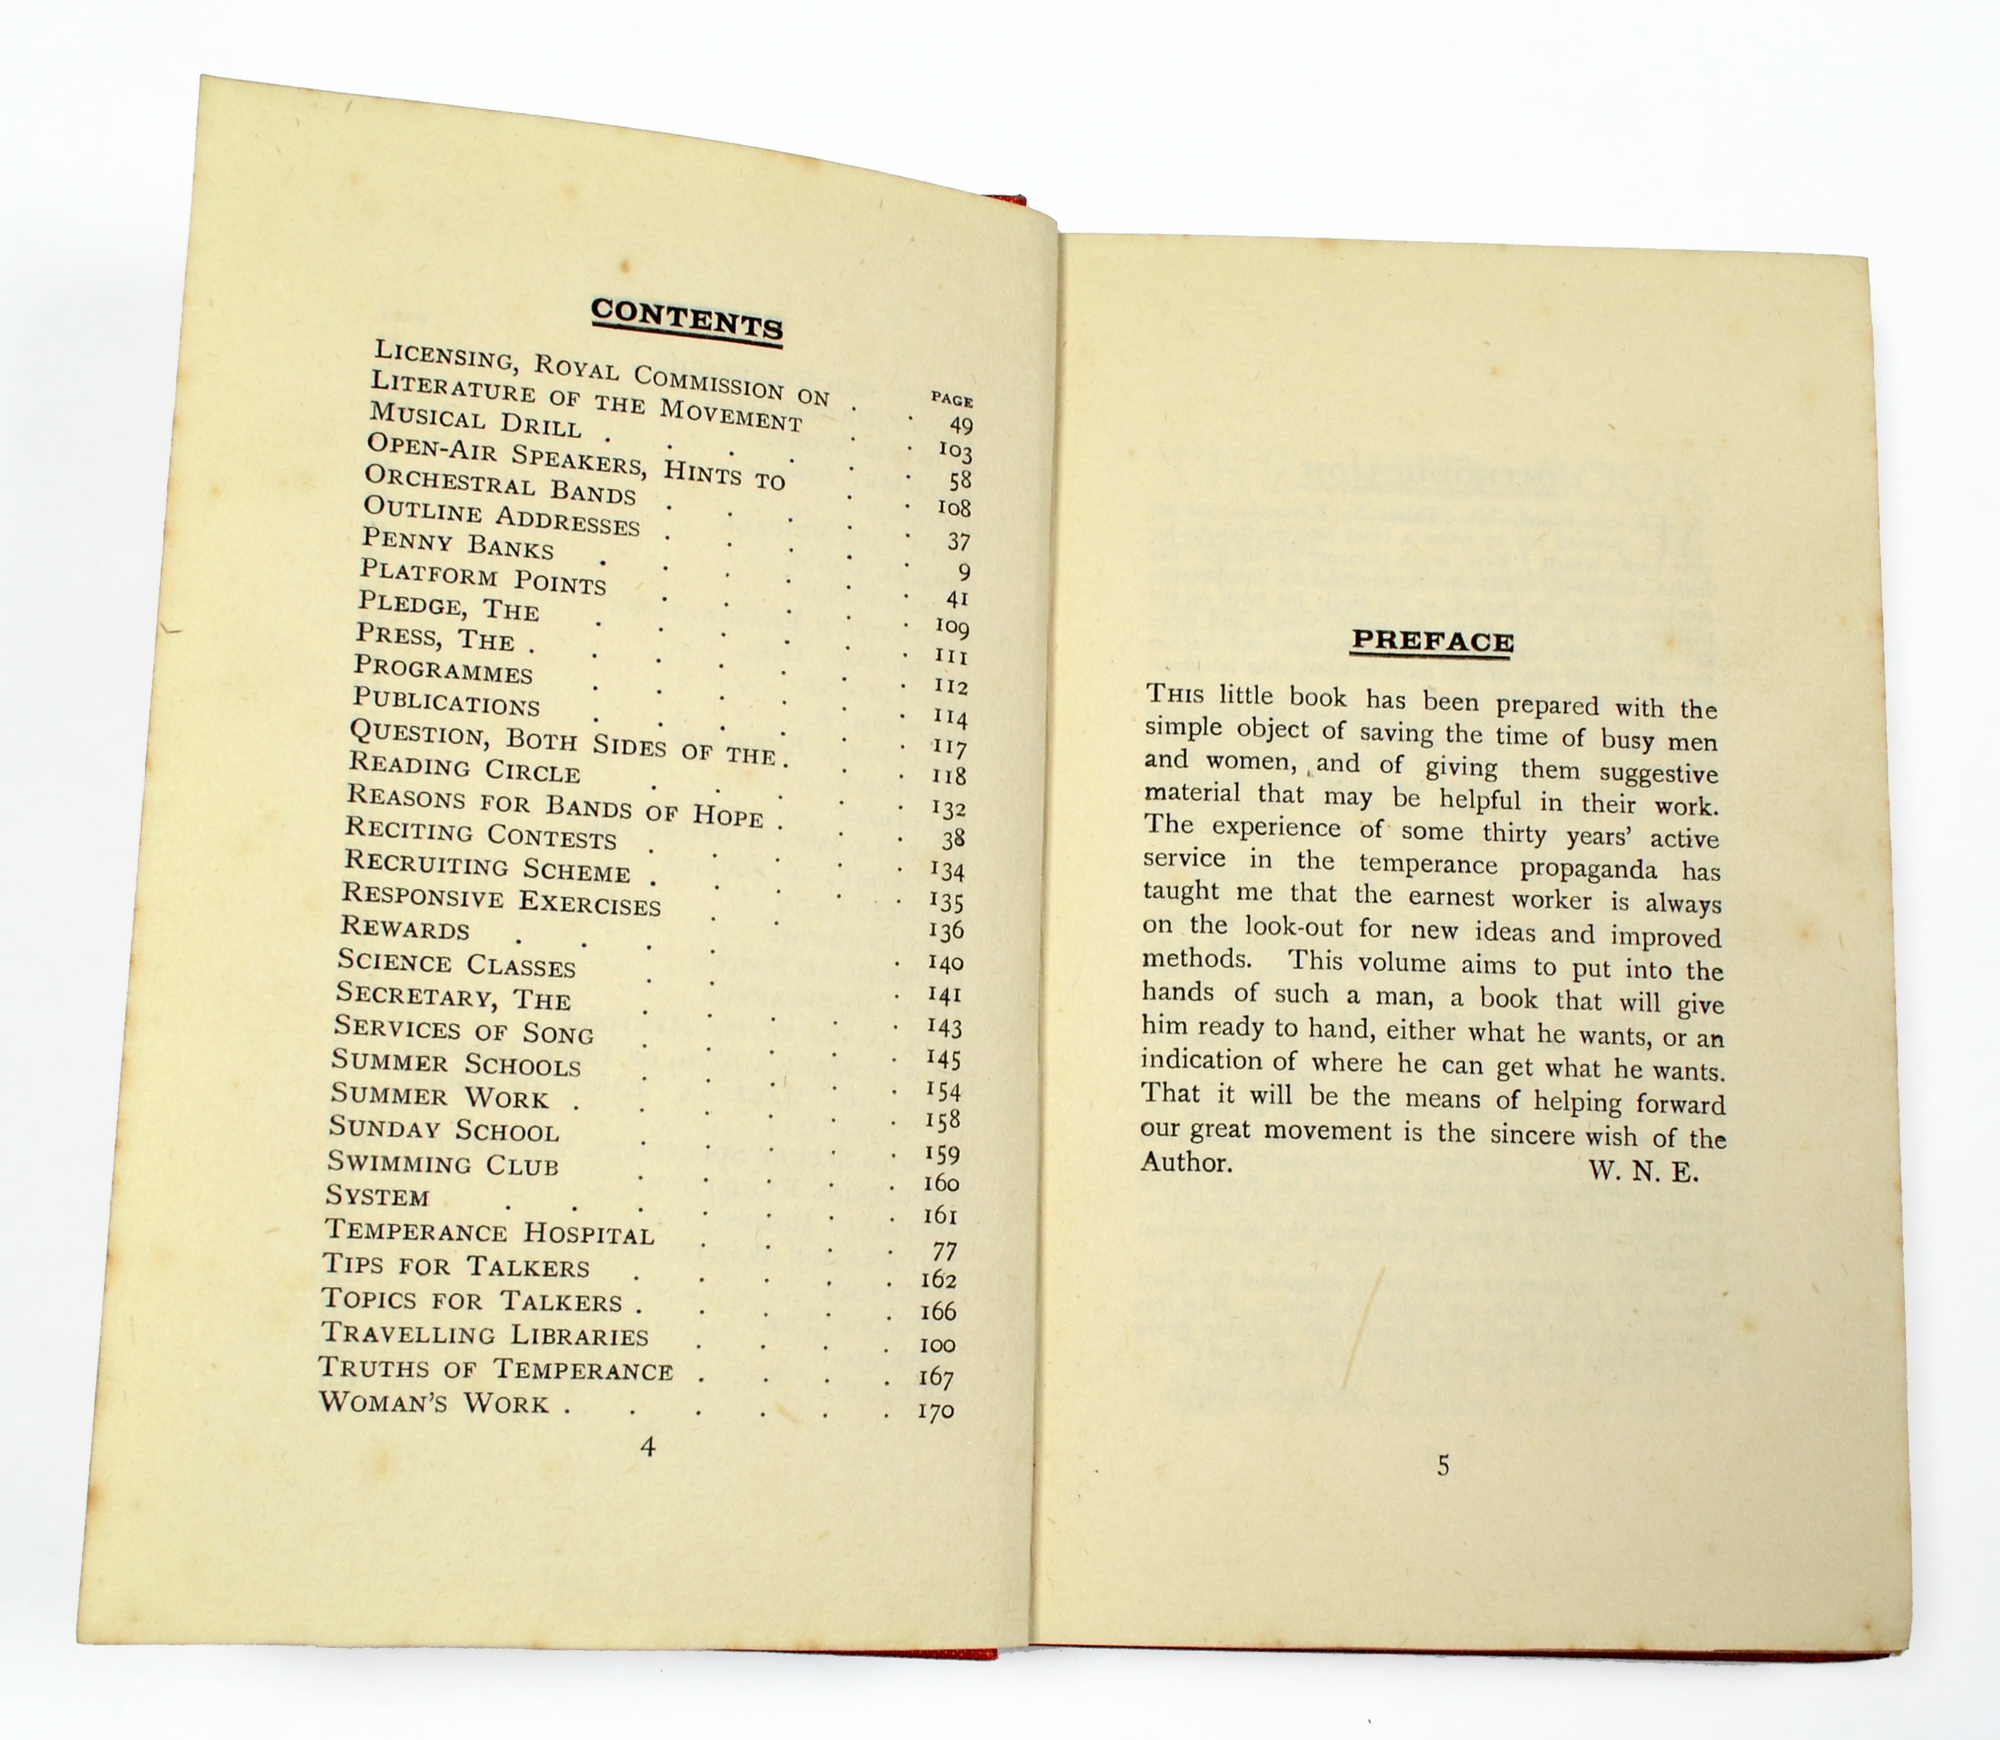 CONTENTS
PAGE
LICENSING, ROYAL COMMISSION ON . . 49
LITERATURE OF THE MOVEMENT . . 103
MUSICAL DRILL . . . . . . 58
OPEN-AIR SPEAKERS, HINTS TO . . 108
ORCHESTRAL BANDS . . . . . 37
OUTLINE ADDRESSES . . . . . 9
PENNY BANKS . . . . . . 41
PLATFORM POINTS . . . . . 109
PLEDGE, THE . . . . . . 111
PRESS, THE . . . . . . . 112
PROGRAMMES . . . . . . 114
PUBLICATIONS . . . . . . 117
QUESTION, BOTH SIDES OF THE . . . 118
READING CIRCLE . . . . . 132
REASONS FOR BANDS OF HOPE . . . 38
RECITING CONTESTS . . . . . 134
RECRUITING SCHEME . . . . . 135
RESPONSIVE EXERCISES . . 136
REWARDS . . . . . 140
SCIENCE CLASSES . . . 141
SECRETARY, THE . . . . . 143
SERVICES OF SONG . . . . . 145
SUMMER SCHOOLS . . . . . 154
SUMMER WORK . . . . . . 158
SUNDAY SCHOOL . . . . . 159
SWIMMING CLUB . . . . . 160
SYSTEM . . . . . . . 161
TEMPERANCE HOSPITAL . . . . 77
TIPS FOR TALKERS . . . . . 162
TOPICS FOR TALKERS . . . . . 166
TRAVELLING LIBRARIES . . . . 100
TRUTHS OF TEMPERANCE . . . . 167
WOMAN'S WORK . . . . . . 170
4
PREFACE
THIS little book has been prepared with the
simple object of saving the time of busy men
and women, and of giving them suggestive
material that may be helpful in their work.
The experience of some thirty years' active
service in the temperance propaganda has
taught me that the earnest worker is always
on the look-out for new ideas and improved
methods. This volume aims to put into the
hands of such a man, a book that will give
him ready to hand, either what he wants, or an
indication of where he can get what he wants.
That it will be the means of helping forward
our great movement is the sincere wish of the
Author. W. N. E.
5